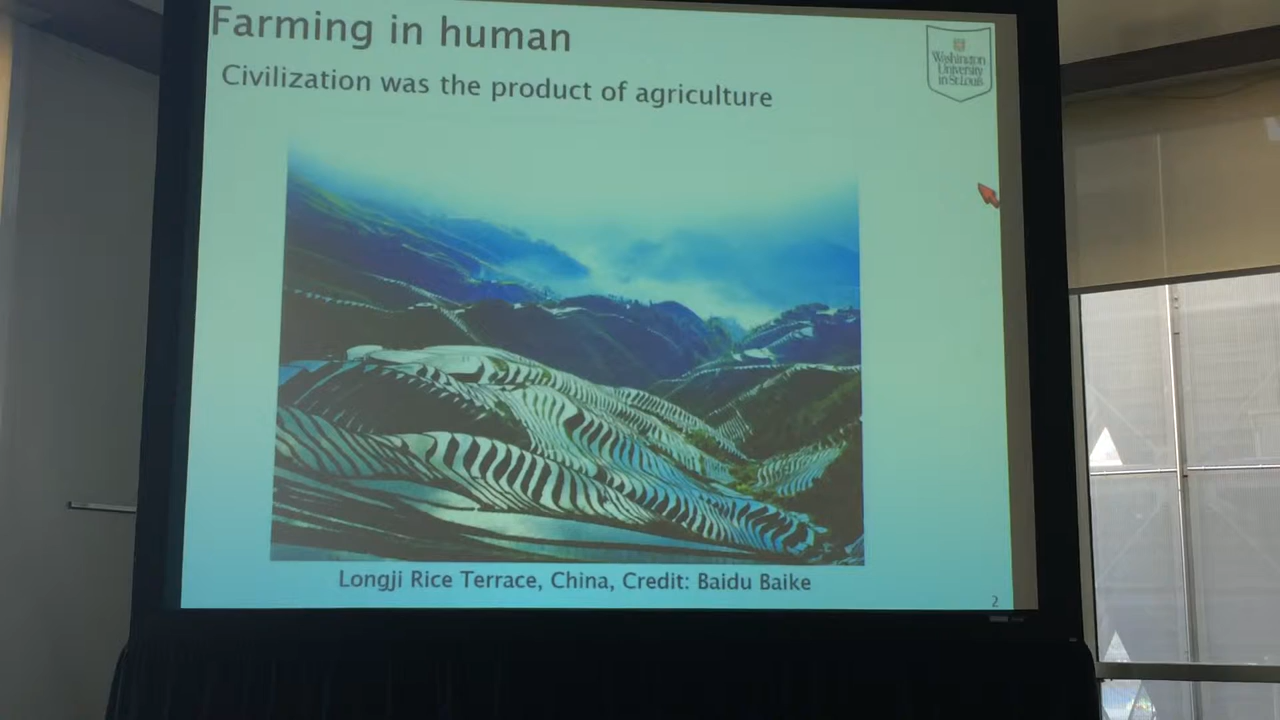 Farming in human
Civilization was the product of agriculture
Washington
University
in St.Louis
Longji Rice Terrace, China, Credit: Baidu Baike
2